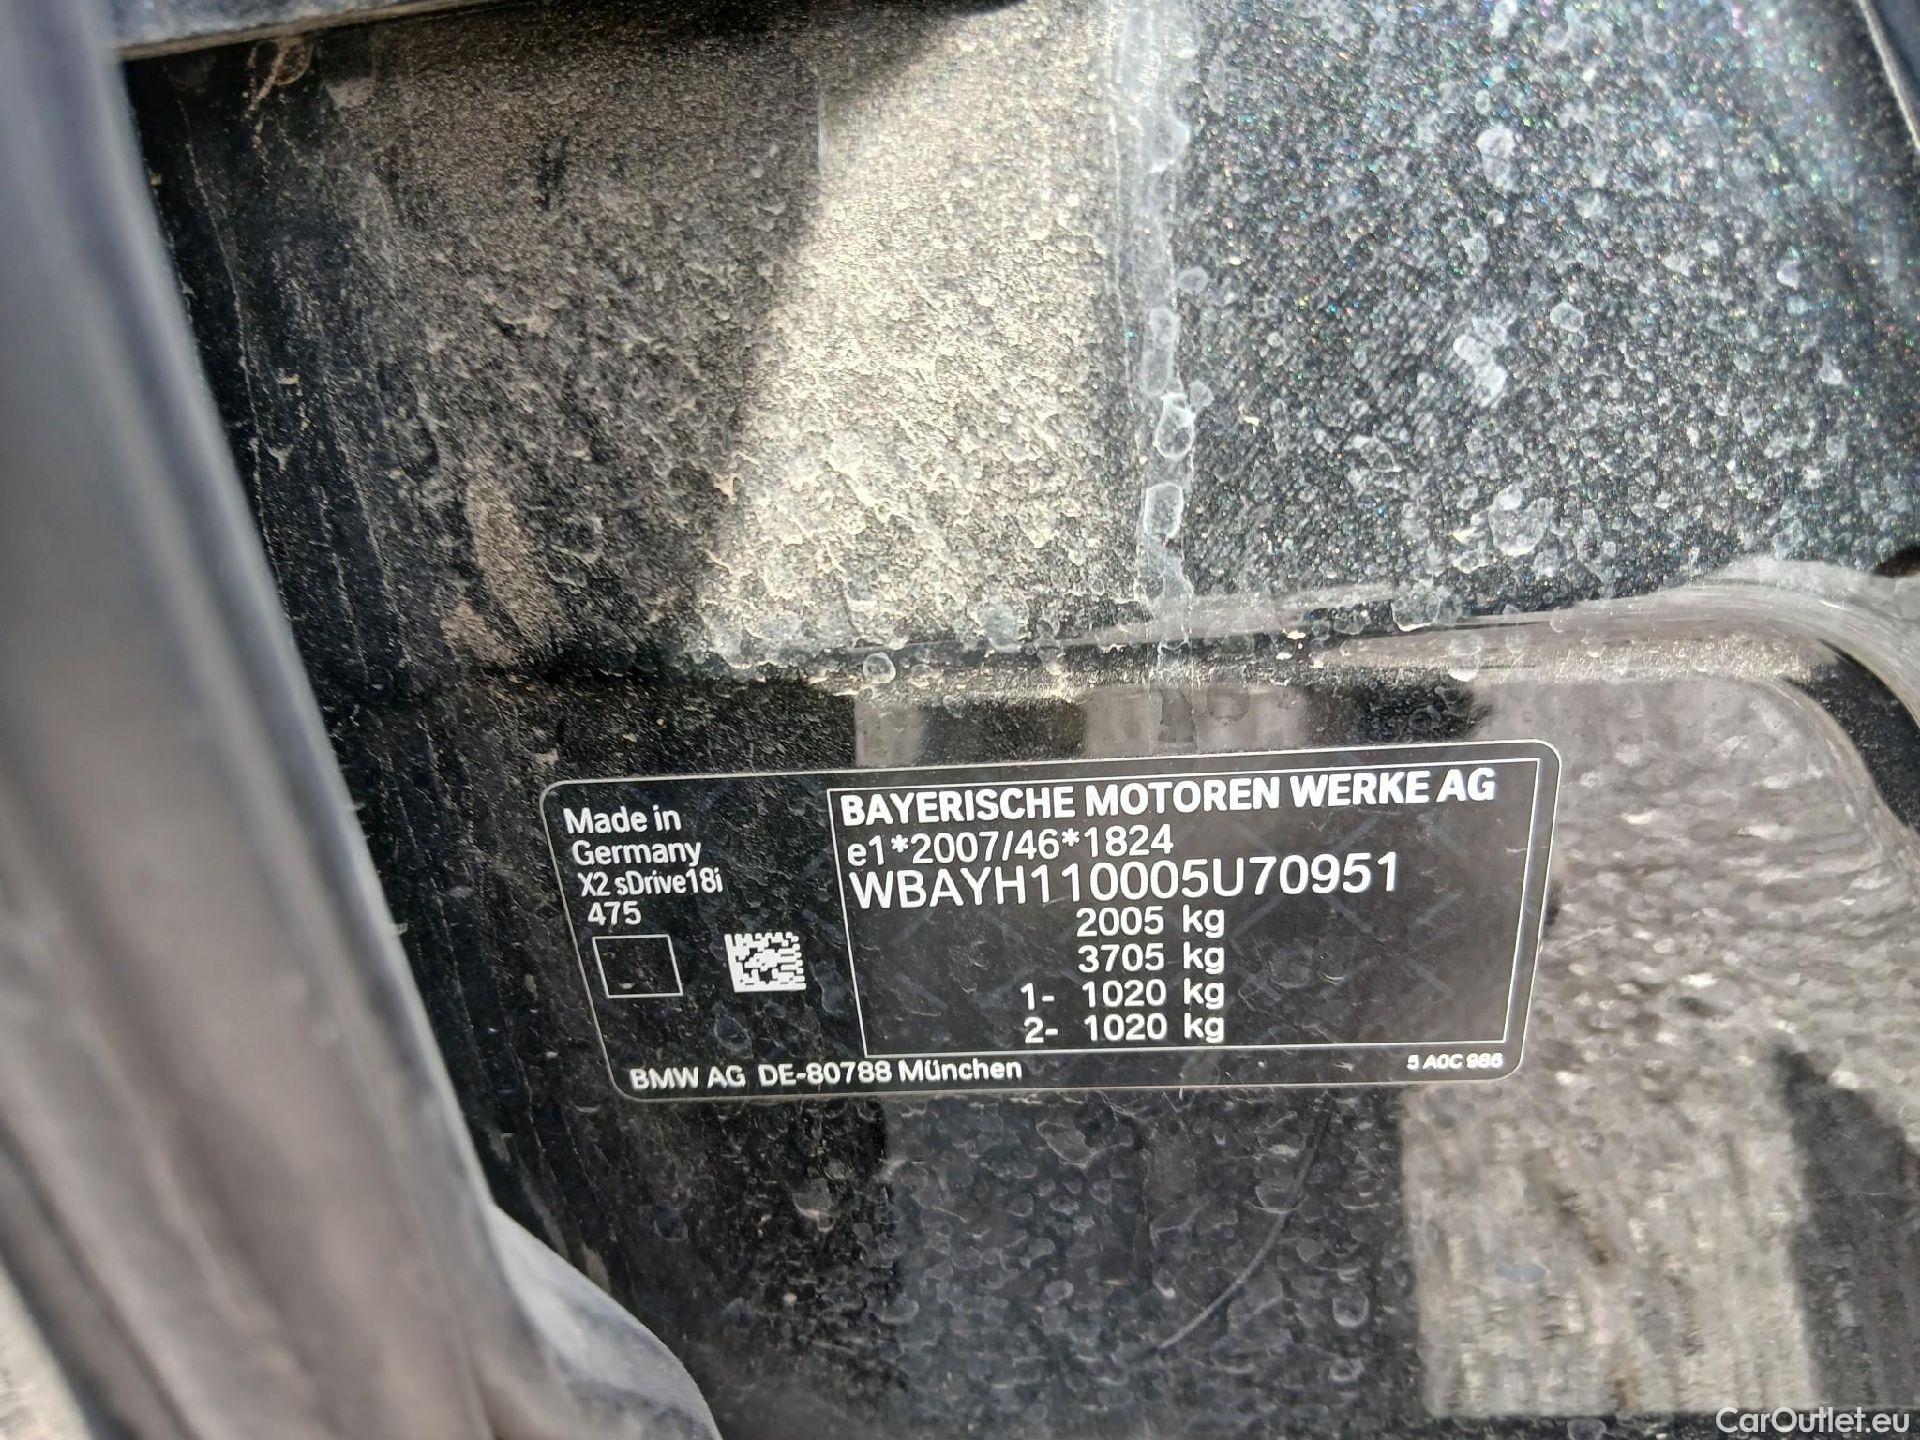 Made in
Germany
X2 sDrive18i
475
BAYERISCHE MOTOREN WERKE AG
e1*2007/46*1824
WBAYH110005U70951
2005 kg
3705 kg
1- 1020 kg
2- 1020 kg
BMW AG DE-80788 München
5 A0C 986
CarOutlet.eu